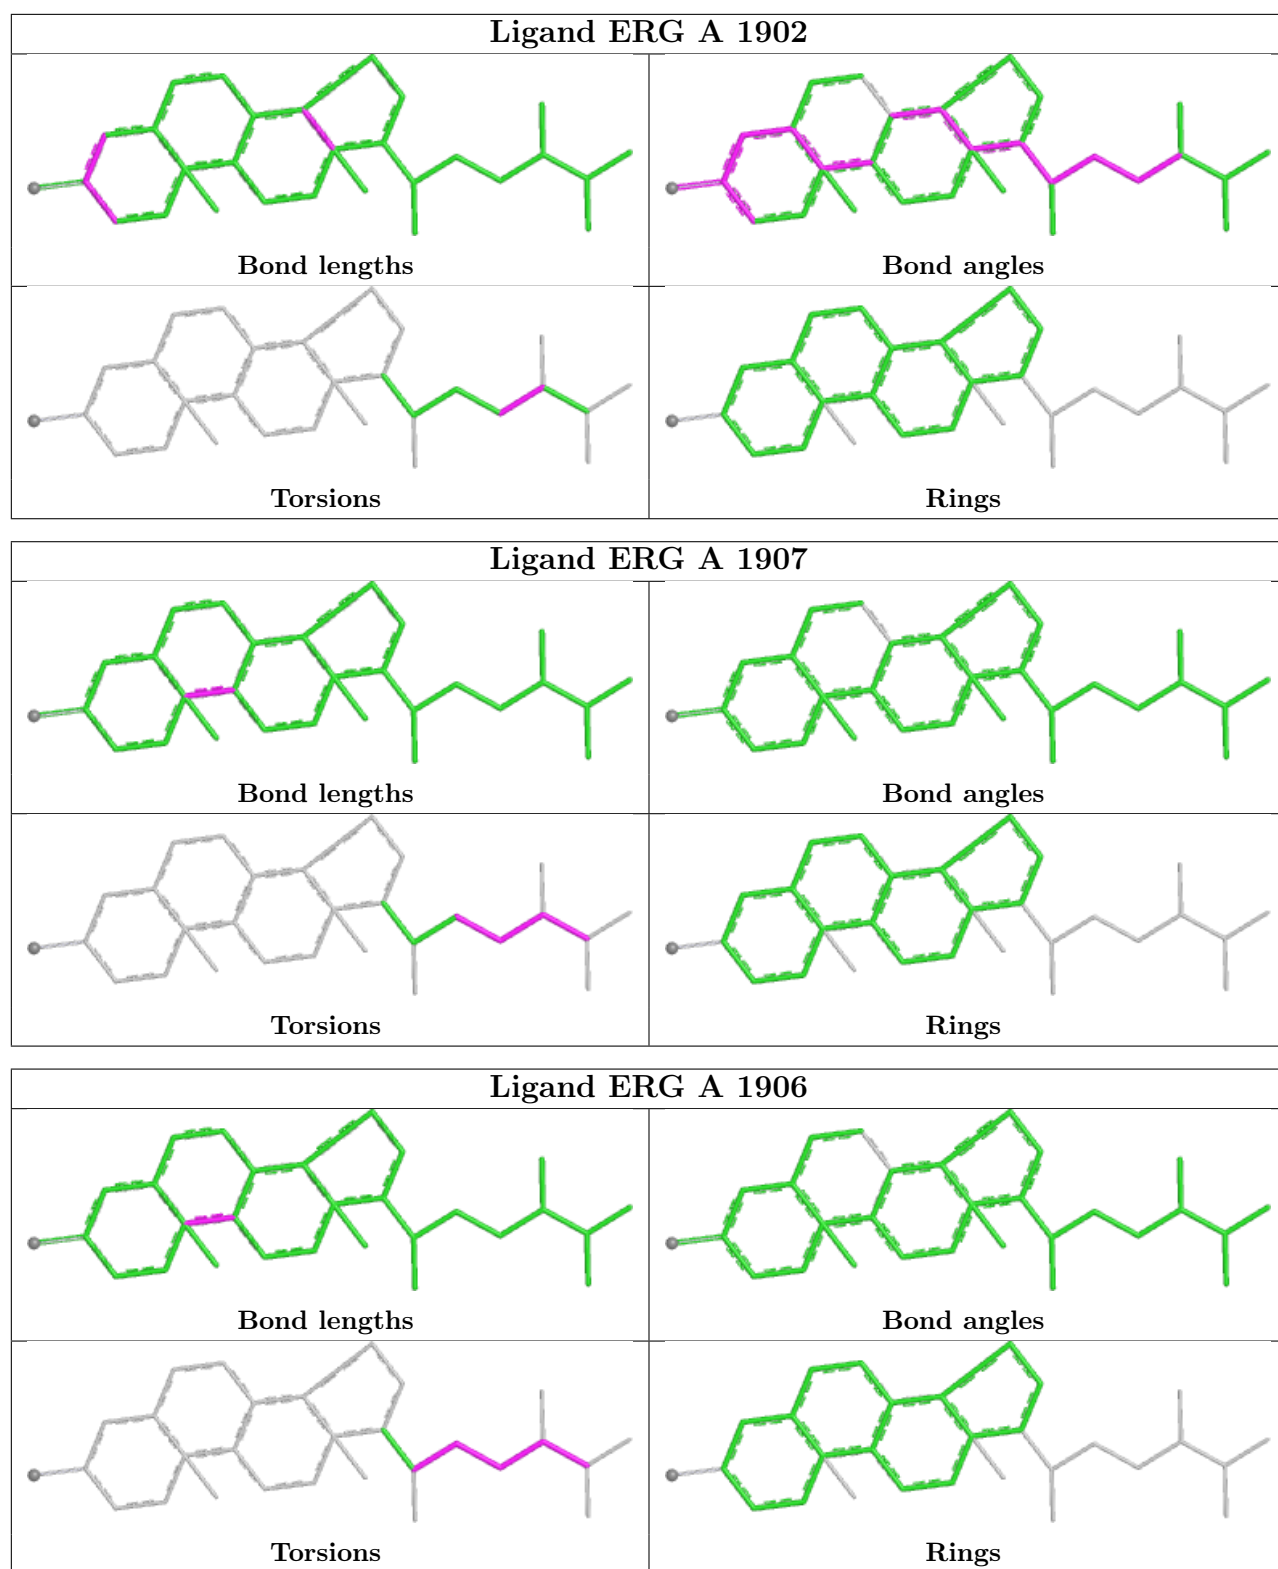 Ligand ERG A 1902
Bond lengths
Bond angles
Torsions
Rings
Ligand ERG A 1907
Bond lengths
Bond angles
Torsions
Rings
Ligand ERG A 1906
Bond lengths
Bond angles
Torsions
Rings